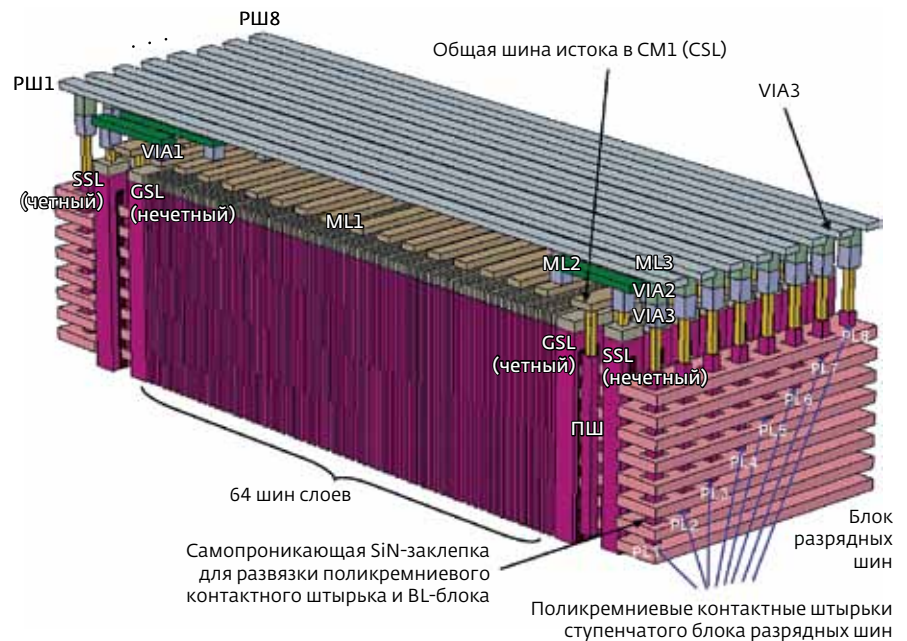 РШ8
. . .
РШ1
Общая шина истока в СМ1 (CSL)
VIA3
VIA1
SSL
(четный)
GSL
(нечетный)
ML1
ML2
ML3
VIA2
VIA3
GSL
(четный)
SSL
(нечетный)
ПШ
PL8
PL7
PL6
PL5
PL4
PL3
PL2
PL1
64 шин слоев
Самопроникающая SiN-заклепка
для развязки поликремниевого
контактного штырька и BL-блока
Блок
разрядных
шин
Поликремниевые контактные штырьки
ступенчатого блока разрядных шин